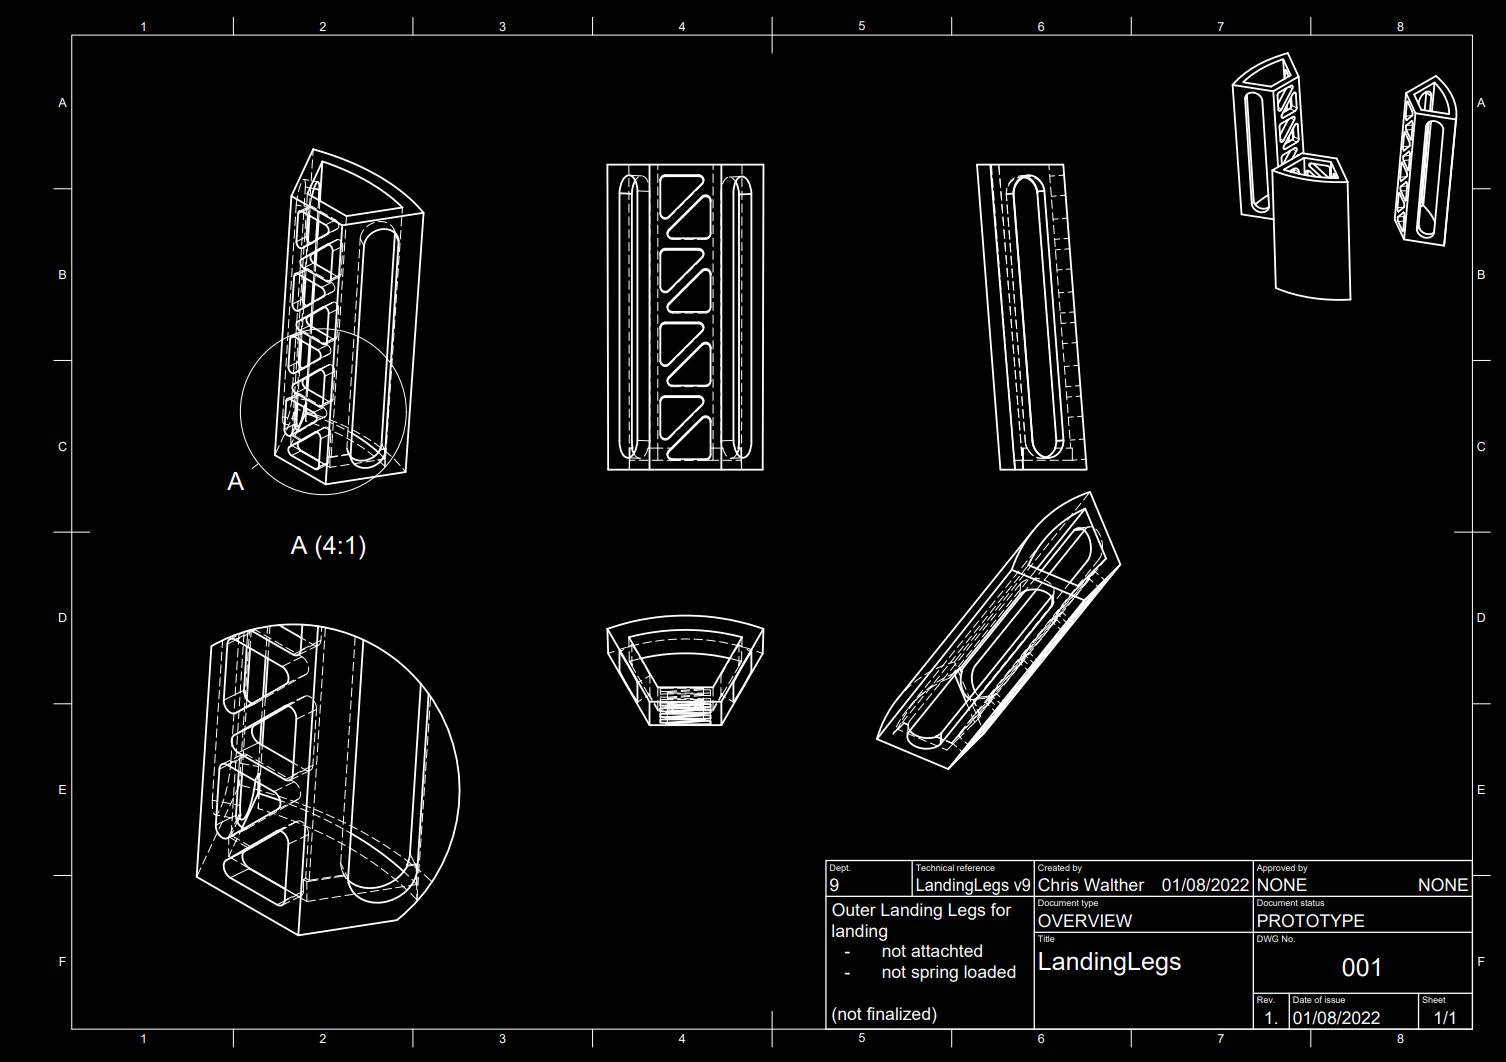 1 2 3 4 5 6 7 8
A A
B B
C C
A
A (4:1)
D D
E E
Dept. Technical reference Created by Approved by
9 LandingLegs v9 Chris Walther 01/08/2022 NONE NONE
Outer Landing Legs for
landing
- not attachted
- not spring loaded
(not finalized)
Document type Document status
OVERVIEW PROTOTYPE
Title DWG No.
LandingLegs 001
F F
Rev. Date of issue Sheet
1. 01/08/2022 1/1
1 2 3 4 5 6 7 8